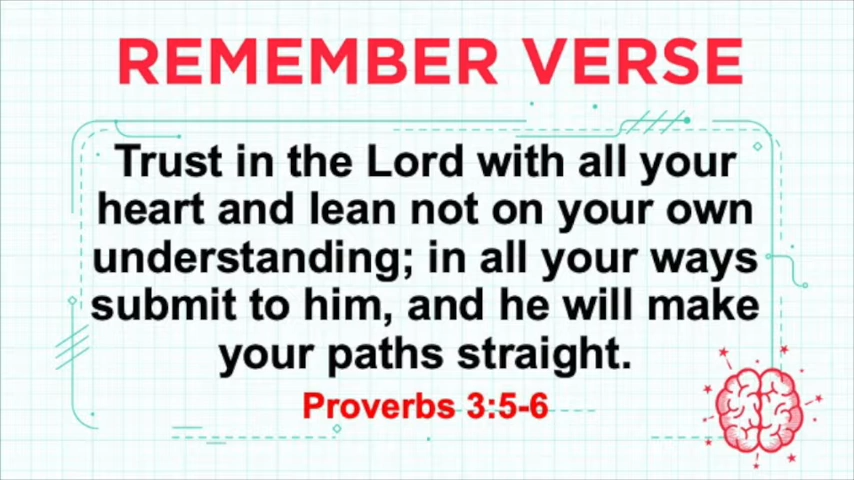 REMEMBER VERSE
Trust in the Lord with all your
heart and lean not on your own
understanding; in all your ways
submit to him, and he will make
your paths straight.
Proverbs 3:5-6